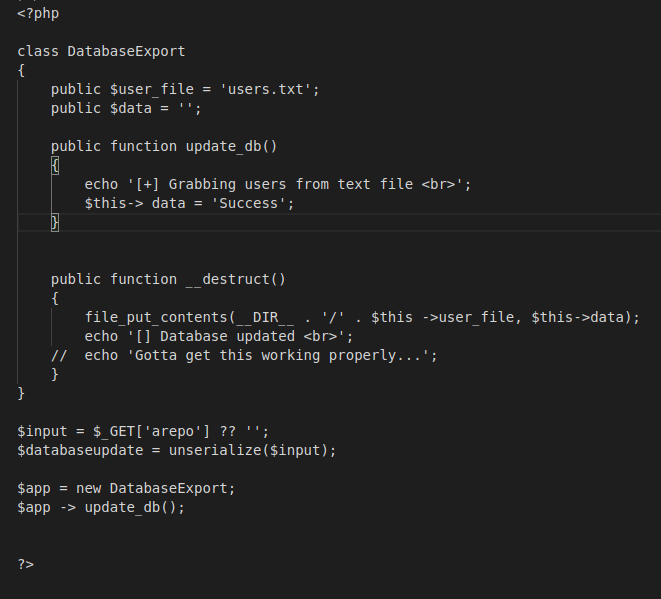 <?php
class DatabaseExport
{
public $user_file = 'users.txt';
public $data = '';
public function update_db()
{
echo '[+] Grabbing users from text file <br>';
$this-> data = 'Success';
}
public function __destruct()
{
file_put_contents(__DIR__ . '/' . $this ->user_file, $this->data);
echo '[] Database updated <br>';
//  echo 'Gotta get this working properly...';
}
}
$input = $_GET['arepo'] ?? '';
$databaseupdate = unserialize($input);
$app = new DatabaseExport;
$app -> update_db();
?>